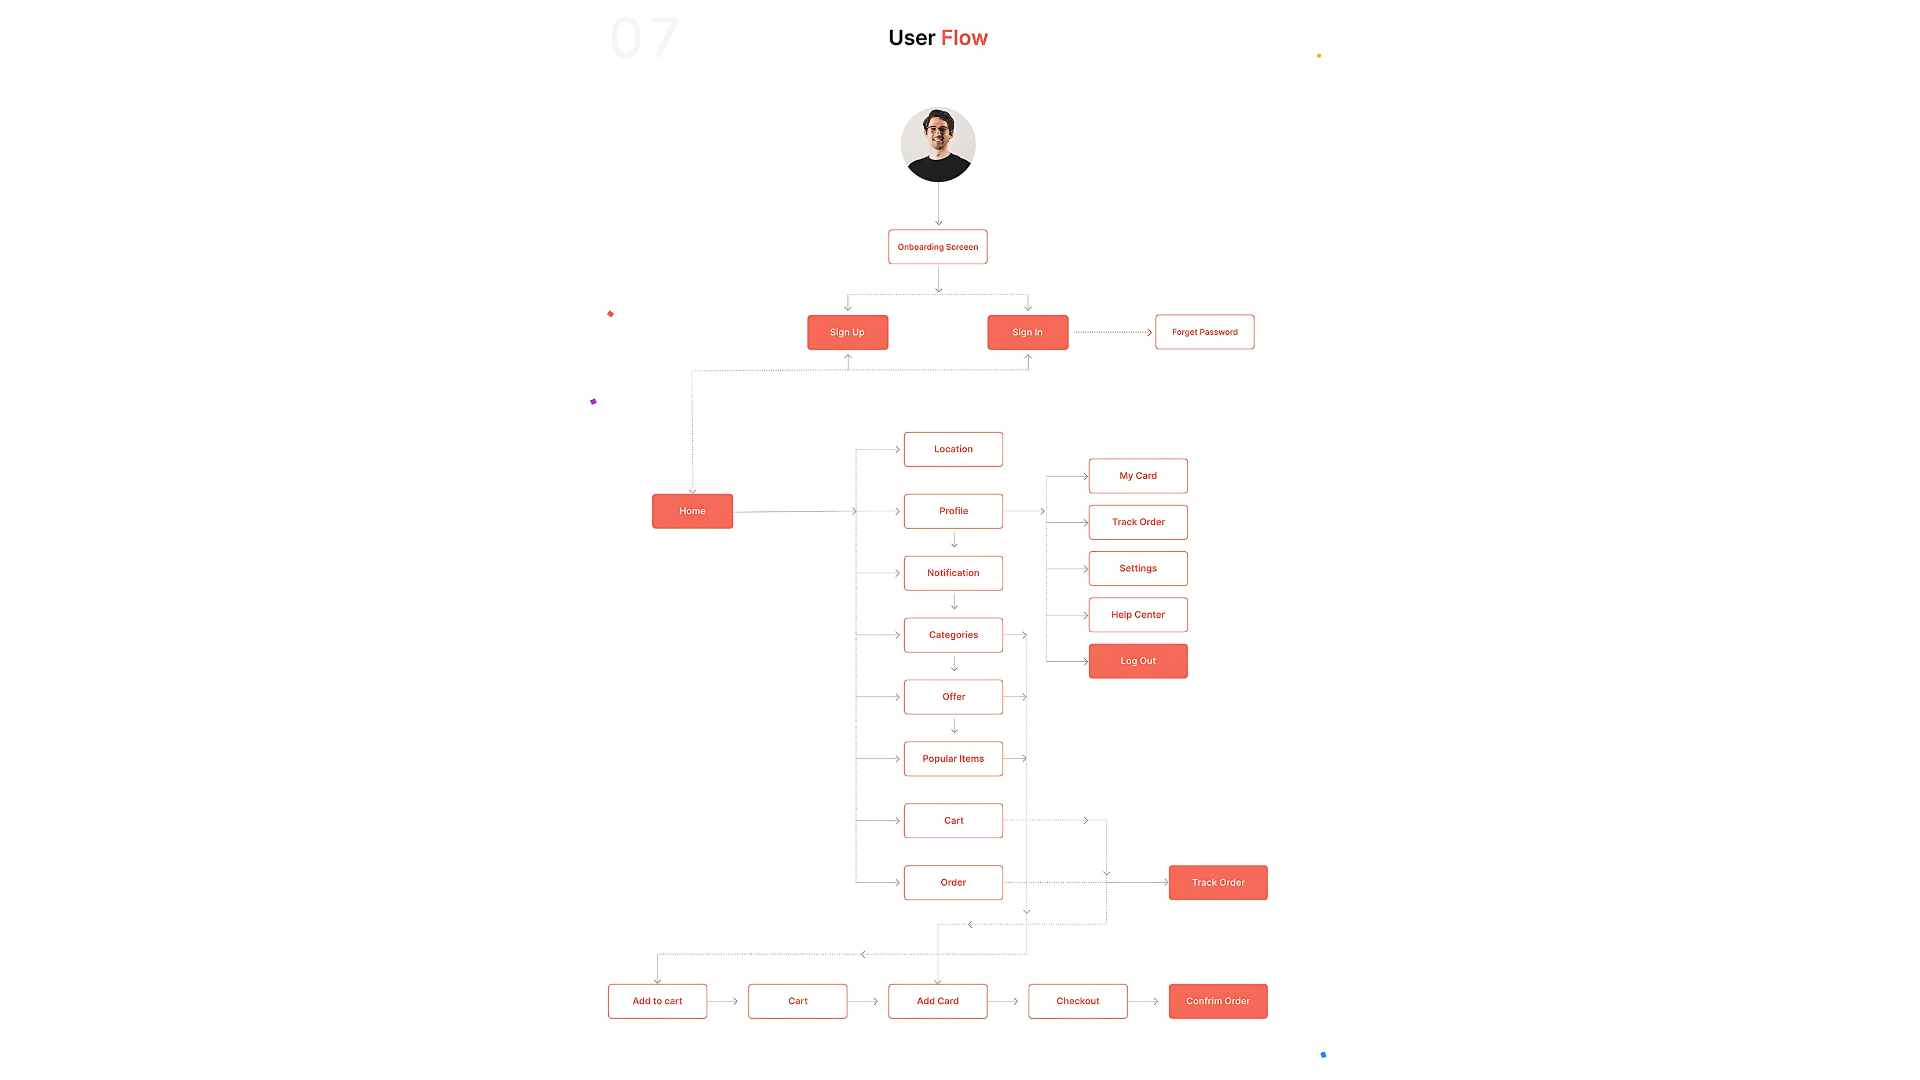 07
User Flow
Onboarding Screeen
Sign Up
Sign In
Forget Password
Location
My Card
Home
Profile
Track Order
Notification
Settings
Help Center
Categories
Log Out
Offer
Popular Items
Cart
Order
Track Order
Add to cart
Cart
Add Card
Checkout
Confrim Order